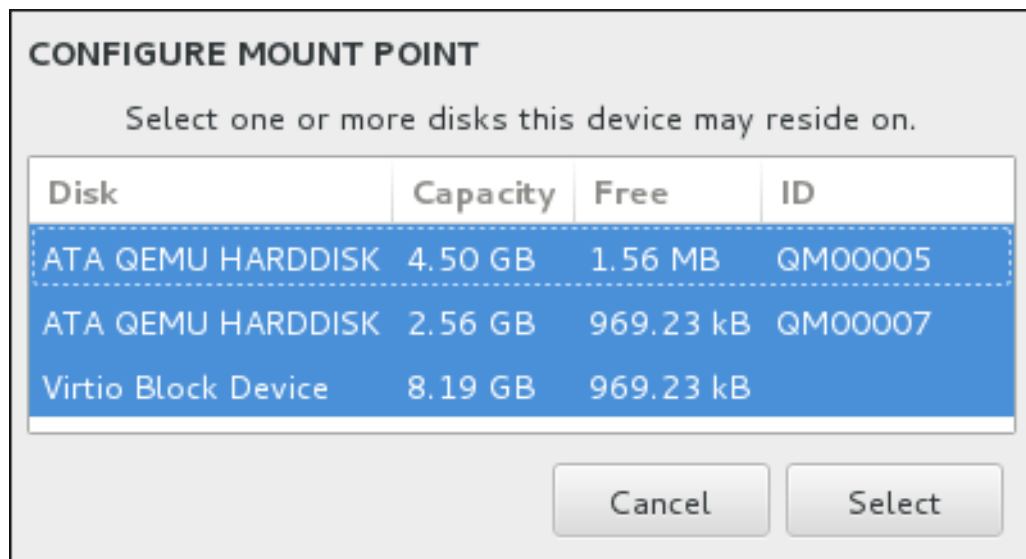 CONFIGURE MOUNT POINT
Select one or more disks this device may reside on.
Disk Capacity Free ID
ATA QEMU HARDDISK 4.50 GB 1.56 MB QM00005
ATA QEMU HARDDISK 2.56 GB 969.23 kB QM00007
Virtio Block Device 8.19 GB 969.23 kB
Cancel Select